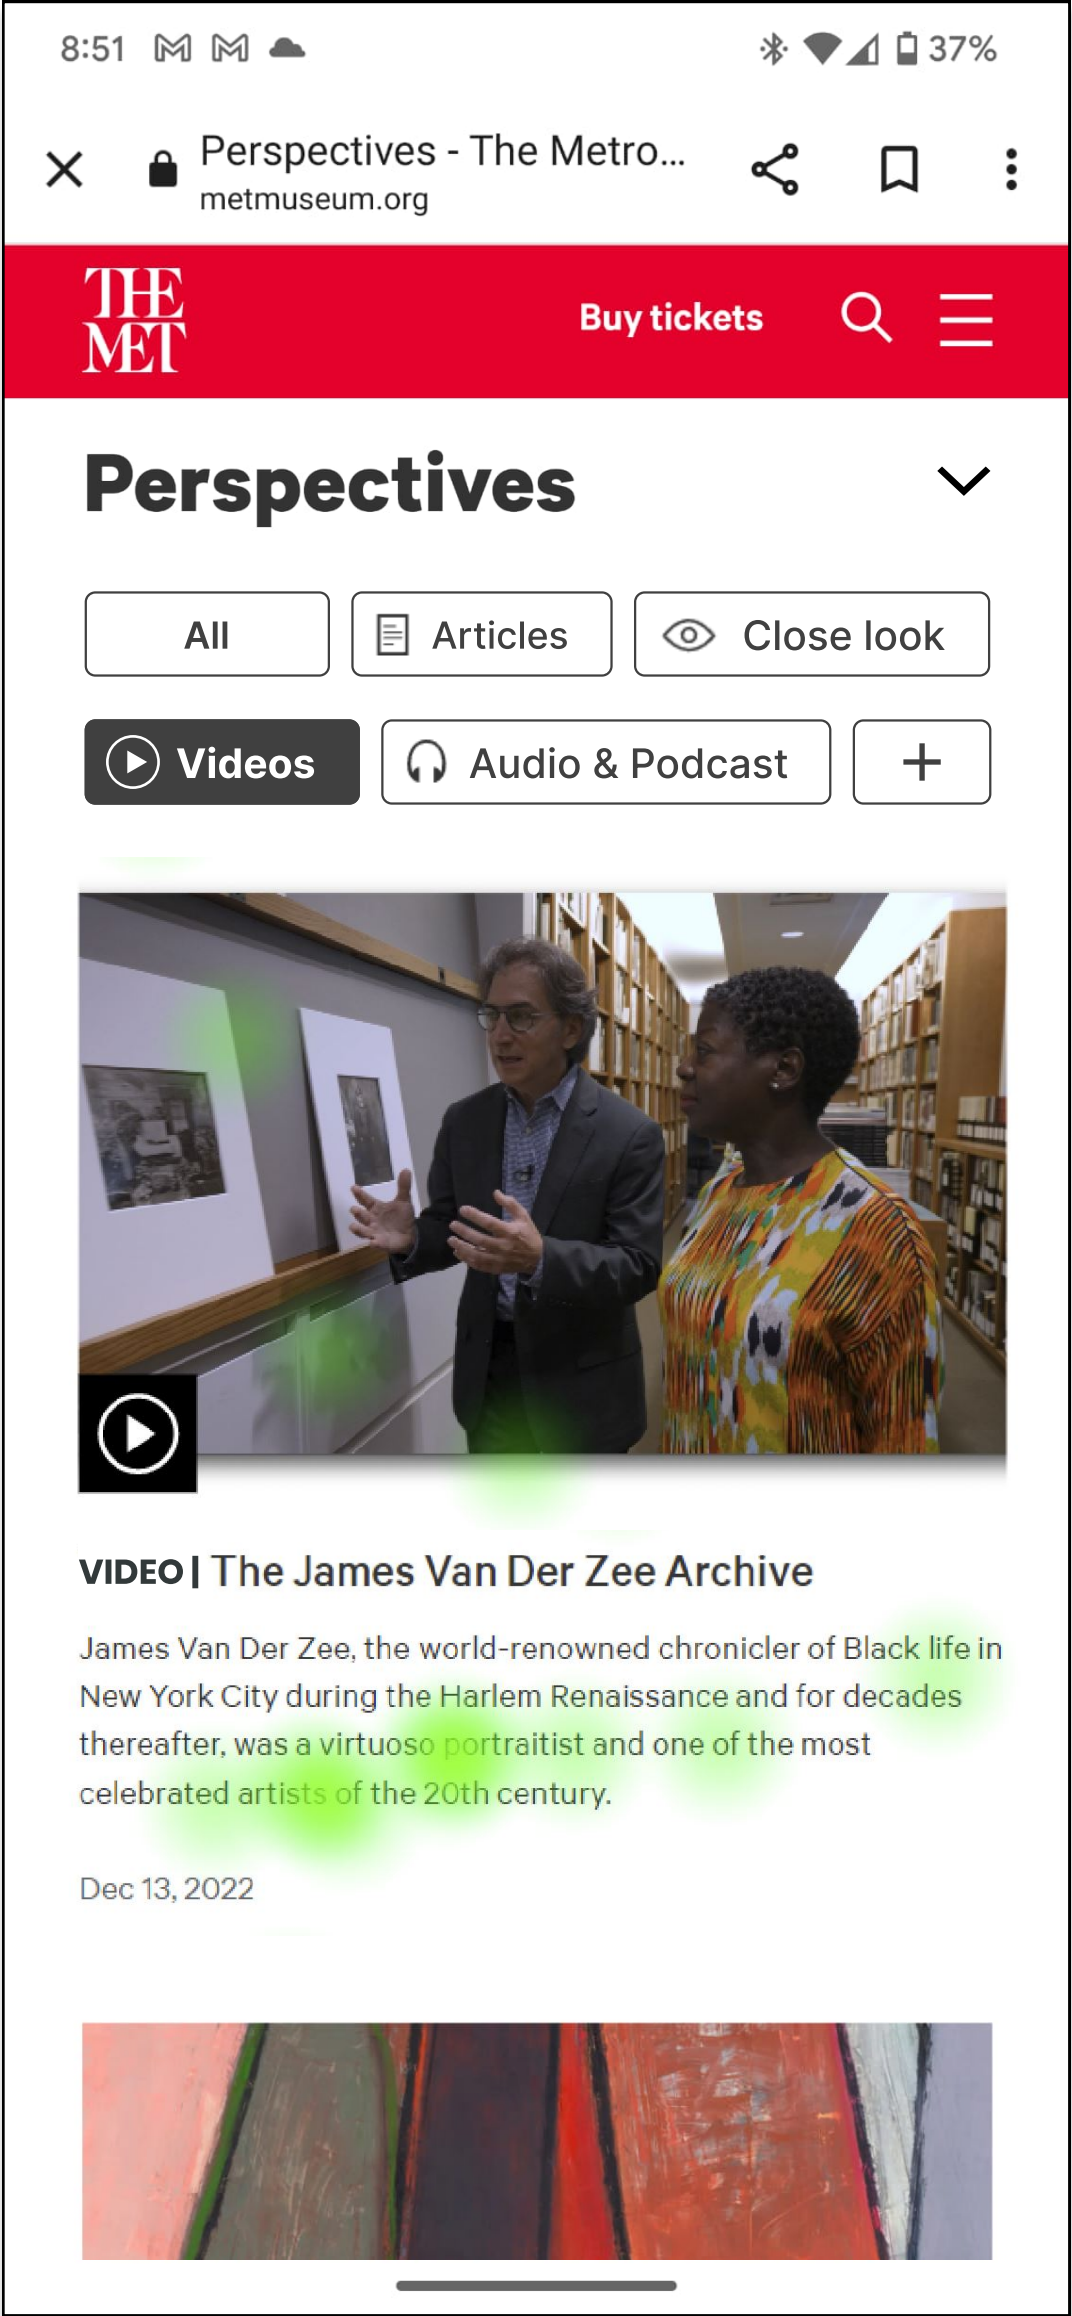 8:51
37%
Perspectives - The Metro...
metmuseum.org
THE
MET
Buy tickets
Perspectives
All
Articles
Close look
Videos
Audio & Podcast
VIDEO | The James Van Der Zee Archive
James Van Der Zee, the world-renowned chronicler of Black life in
New York City during the Harlem Renaissance and for decades
thereafter, was a virtuoso portraitist and one of the most
celebrated artists of the 20th century.
Dec 13, 2022